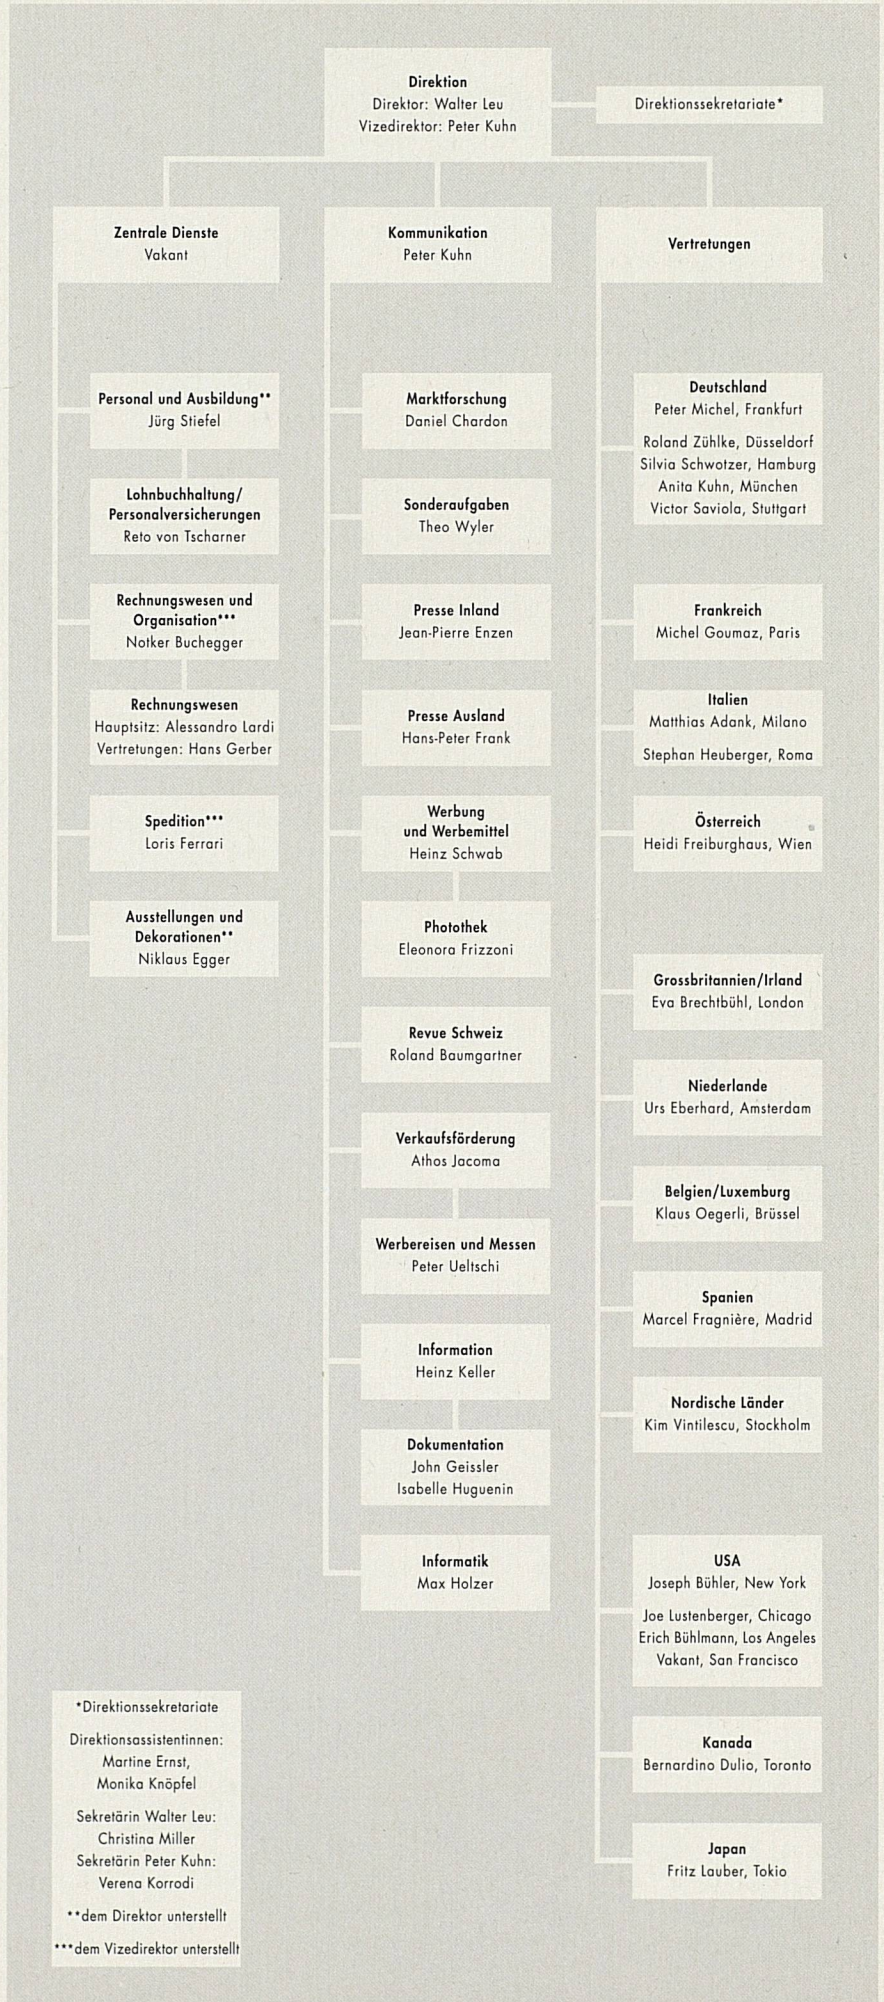 Direktion
Direktor: Walter Leu
Vizedirektor: Peter Kuhn
Direktionssekretariate*
Zentrale Dienste
Vakant
Personal und Ausbildung**
Jürg Stiefel
Lohnbuchhaltung/
Personalversicherungen
Reto von Tscharner
Rechnungswesen und
Organisation***
Notker Buchegger
Rechnungswesen
Hauptsitz: Alessandro Lardi
Vertretungen: Hans Gerber
Spedition***
Loris Ferrari
Ausstellungen und
Dekorationen**
Niklaus Egger
Kommunikation
Peter Kuhn
Marktforschung
Daniel Chardon
Sonderaufgaben
Theo Wyler
Presse Inland
Jean-Pierre Enzen
Presse Ausland
Hans-Peter Frank
Werbung
und Werbemittel
Heinz Schwab
Photothek
Eleonora Frizzoni
Revue Schweiz
Roland Baumgartner
Verkaufsförderung
Athos Jacoma
Werbereisen und Messen
Peter Ueltschi
Information
Heinz Keller
Dokumentation
John Geissler
Isabelle Huguenin
Informatik
Max Holzer
Vertretungen
Deutschland
Peter Michel, Frankfurt
Roland Zühlke, Düsseldorf
Silvia Schwotzer, Hamburg
Anita Kuhn, München
Victor Saviola, Stuttgart
Frankreich
Michel Goumaz, Paris
Italien
Matthias Adank, Milano
Stephan Heuberger, Roma
Österreich
Heidi Freiburghaus, Wien
Grossbritannien/Irland
Eva Brechtbühl, London
Niederlande
Urs Eberhard, Amsterdam
Belgien/Luxemburg
Klaus Oegerli, Brüssel
Spanien
Marcel Fragnière, Madrid
Nordische Länder
Kim Vintilescu, Stockholm
USA
Joseph Bühler, New York
Joe Lustenberger, Chicago
Erich Bühlmann, Los Angeles
Vakant, San Francisco
Kanada
Bernardino Dulio, Toronto
Japan
Fritz Lauber, Tokio
*Direktionssekretariate
Direktionsassistentinnen:
Martine Ernst,
Monika Knöpfel
Sekretärin Walter Leu:
Christina Miller
Sekretärin Peter Kuhn:
Verena Korrodi
**dem Direktor unterstellt
***dem Vizedirektor unterstellt